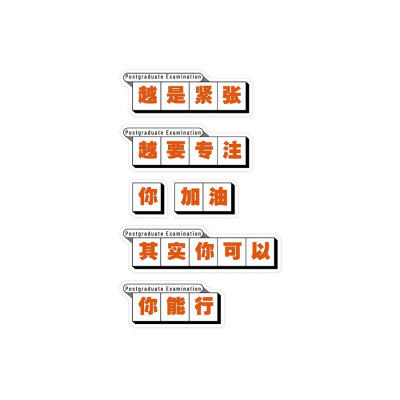 Postgraduate Examination
越是紧张
Postgraduate Examination
越要专注
你 加油
Postgraduate Examination
其实你可以
Postgraduate Examination
你能行